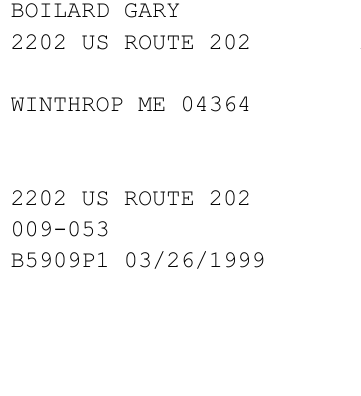 BOILARD GARY
2202 US ROUTE 202
WINTHROP ME 04364
2202 US ROUTE 202
009-053
B5909P1 03/26/1999